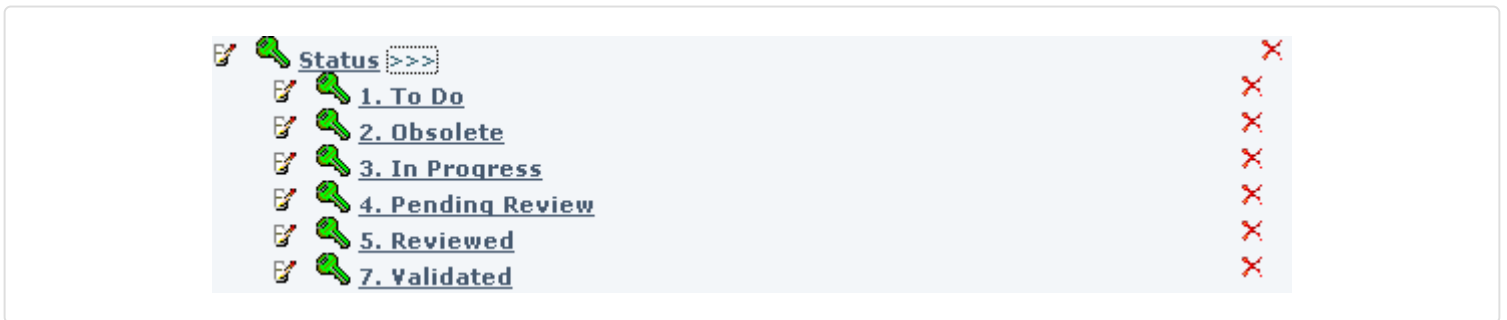 Status >>>
1. To Do
2. Obsolete
3. In Progress
4. Pending Review
5. Reviewed
7. Validated